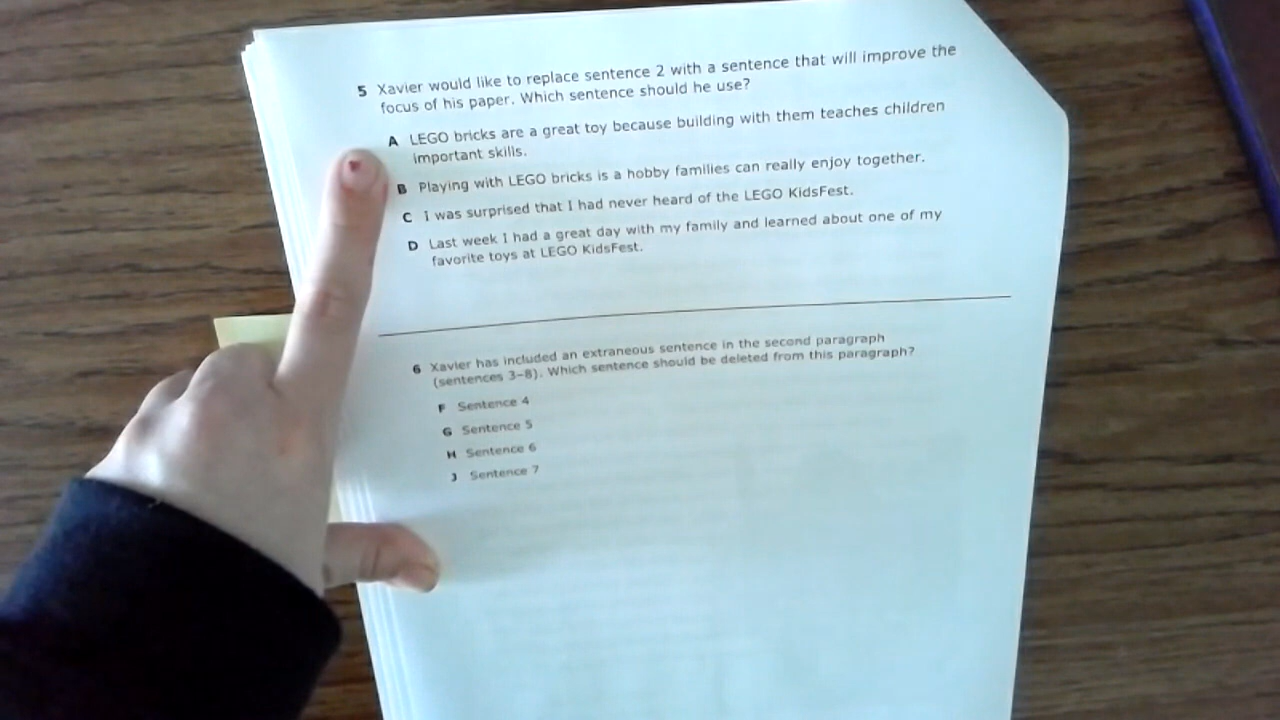 5 Xavier would like to replace sentence 2 with a sentence that will improve the
focus of his paper. Which sentence should he use?
A LEGO bricks are a great toy because building with them teaches children
important skills.
B Playing with LEGO bricks is a hobby families can really enjoy together.
C I was surprised that I had never heard of the LEGO KidsFest.
D Last week I had a great day with my family and learned about one of my
favorite toys at LEGO KidsFest.
6 Xavier has included an extraneous sentence in the second paragraph
(sentences 3–8). Which sentence should be deleted from this paragraph?
F Sentence 4
G Sentence 5
H Sentence 6
J Sentence 7